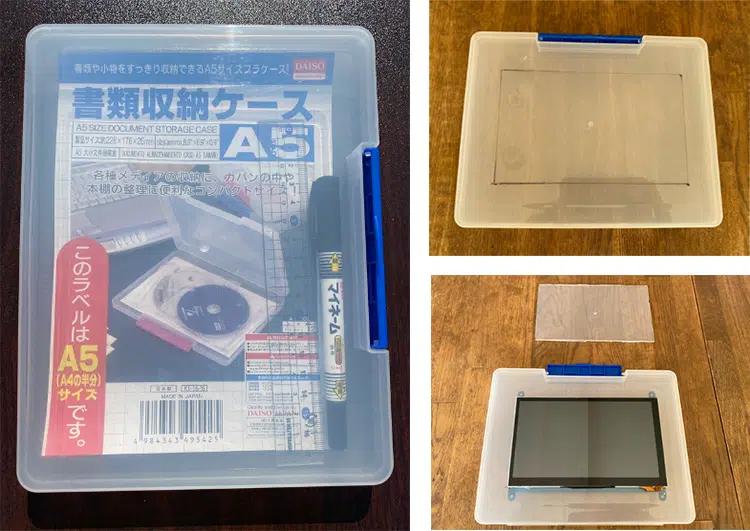 書類や小物をすっきり収納できるA5サイズプラケース!
DAISO
書類収納ケース
A5 SIZE DOCUMENT STORAGE CASE
A5
各種メディアの収納に、カバンの中や
本棚の整理に便利なコンパクトサイズ!
このラベルは
A5
(A4の半分)
サイズ
です。
マイネーム
MADE IN JAPAN
4 984343 495425
DAISO